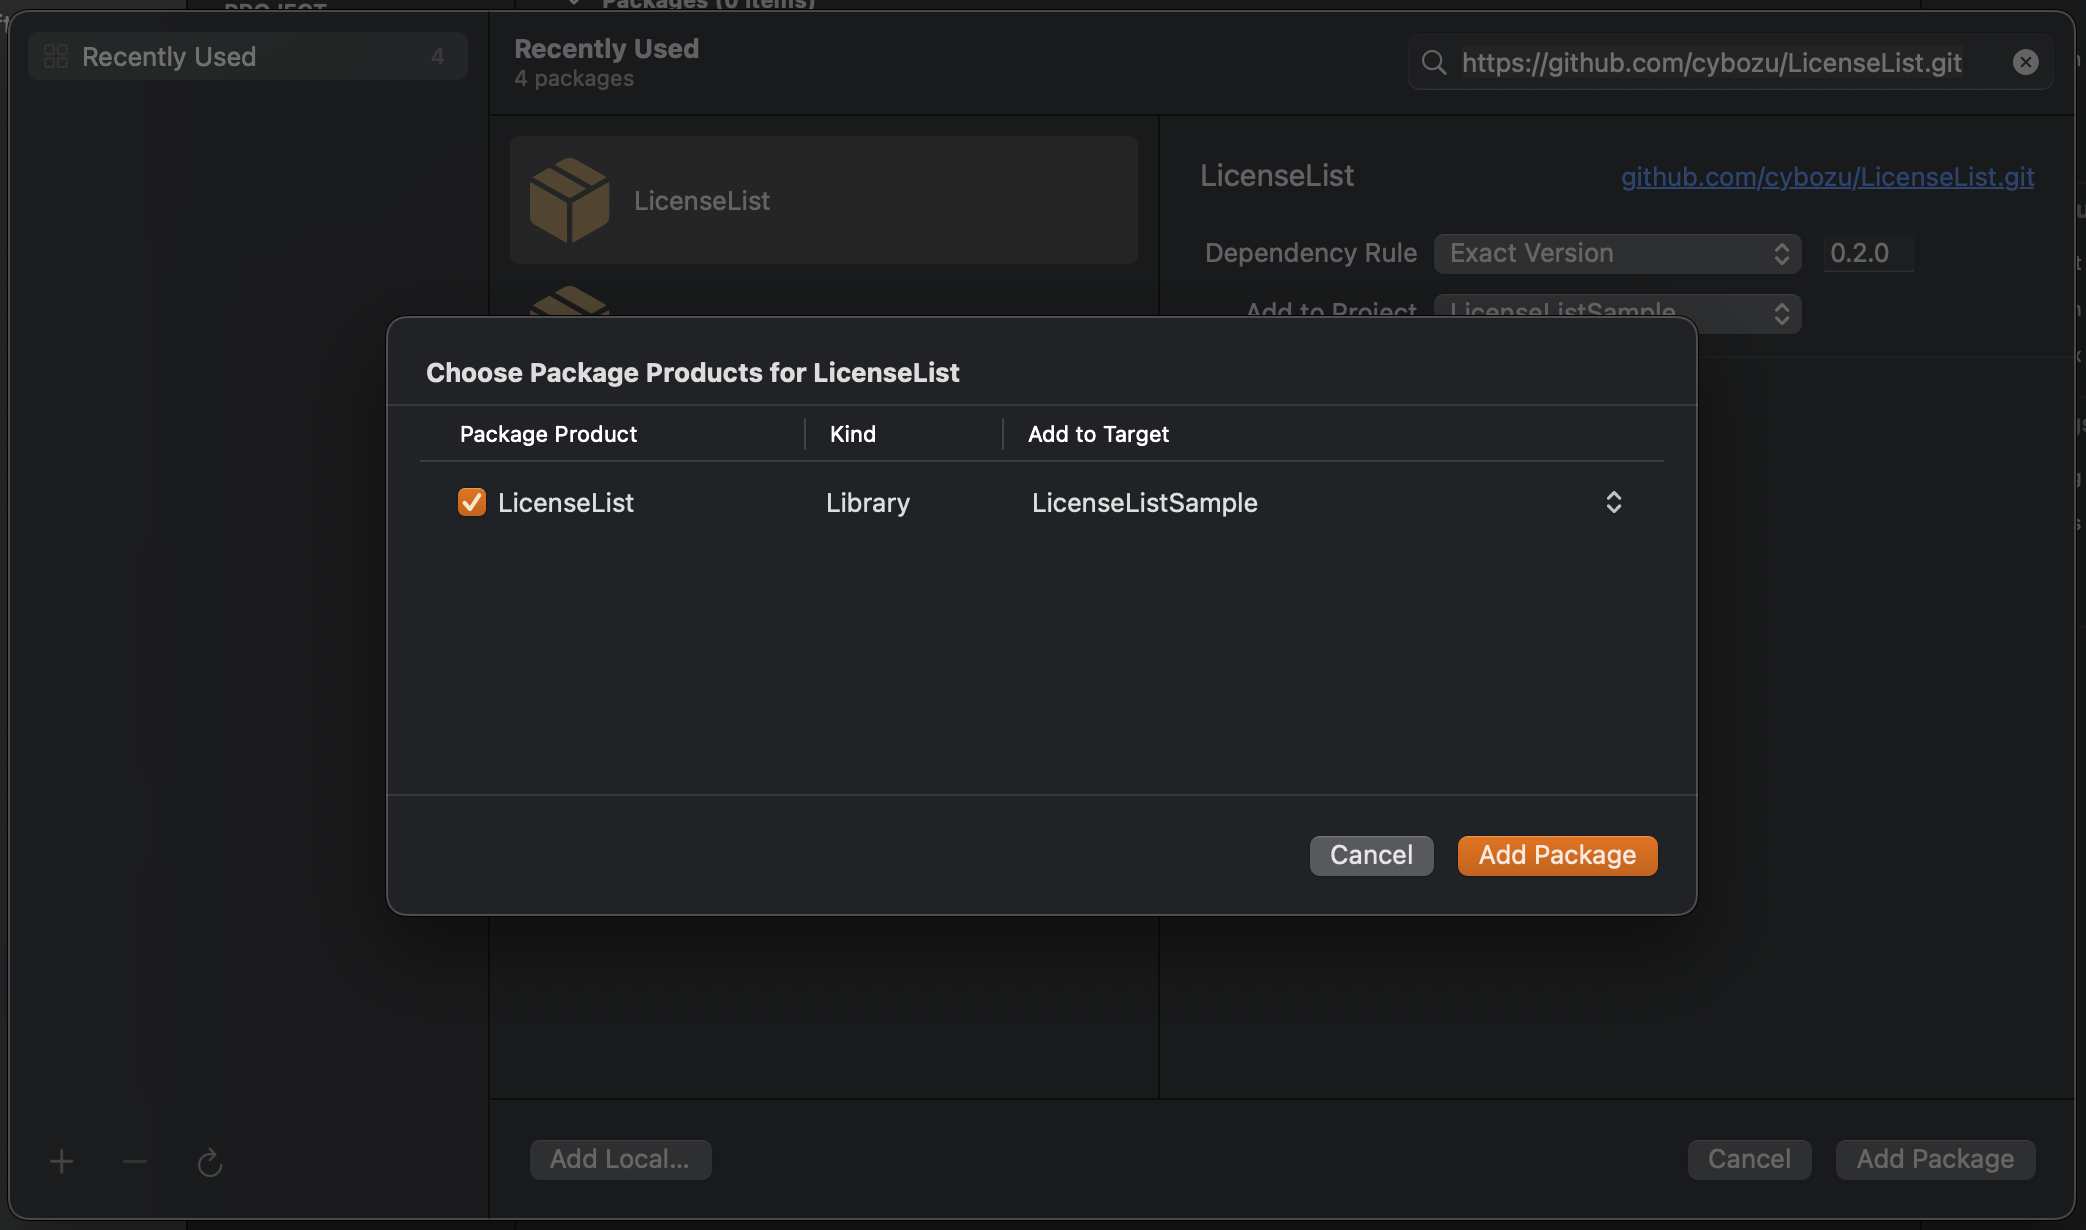 PROJECT
Packages (0 items)
Recently Used 4
Recently Used
4 packages
https://github.com/cybozu/LicenseList.git
LicenseList
LicenseList
github.com/cybozu/LicenseList.git
Dependency Rule Exact Version 0.2.0
Add to Project LicenseListSample
Choose Package Products for LicenseList
Package Product Kind Add to Target
LicenseList Library LicenseListSample
Cancel Add Package
Add Local... Cancel Add Package